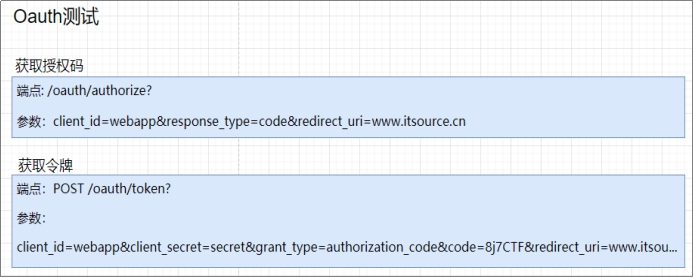 Oauth测试
获取授权码
端点: /oauth/authorize?
参数：client_id=webapp&response_type=code&redirect_uri=www.itsource.cn
获取令牌
端点：POST /oauth/token?
参数：
client_id=webapp&client_secret=secret&grant_type=authorization_code&code=8j7CTF&redirect_uri=www.itsou...